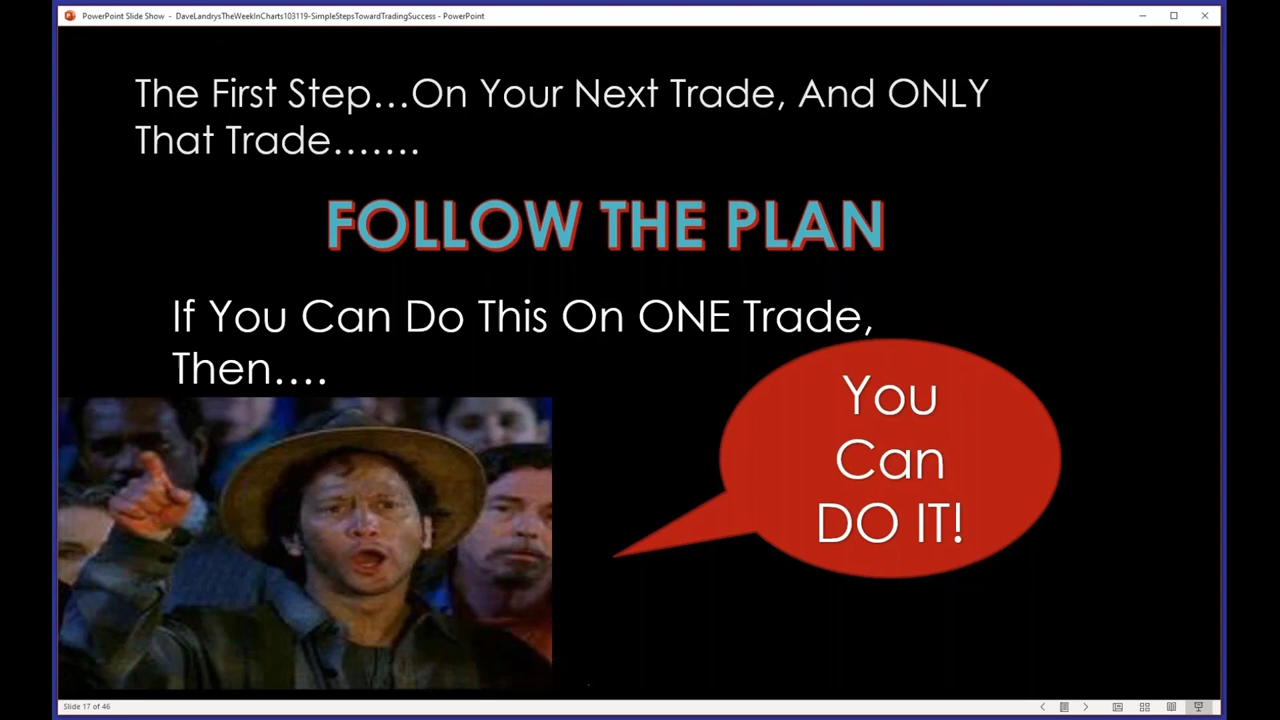 PowerPoint Slide Show - DaveLandrysTheWeekInCharts103119-SimpleStepsTowardTradingSuccess - PowerPoint
The First Step...On Your Next Trade, And ONLY
That Trade.......
FOLLOW THE PLAN
If You Can Do This On ONE Trade,
Then....
You
Can
DO IT!
Slide 17 of 46